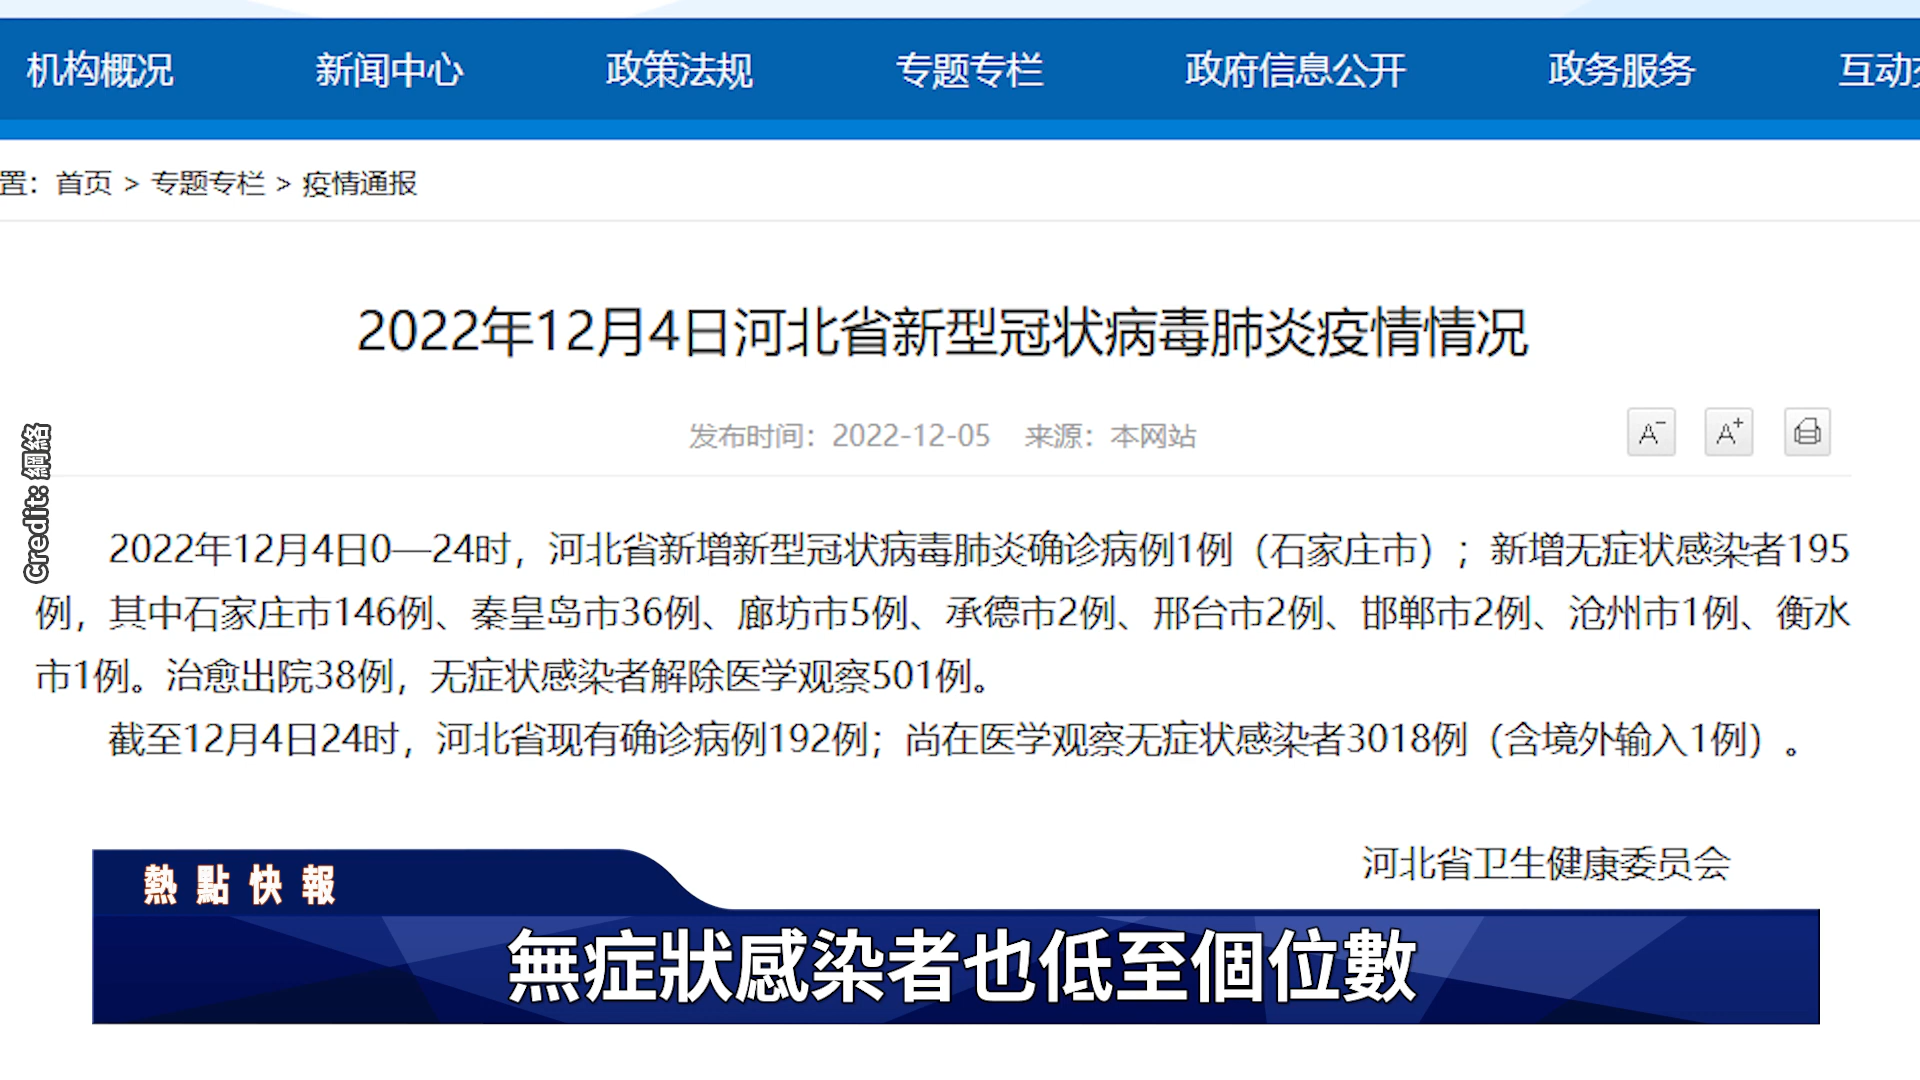 机构概况 新闻中心 政策法规 专题专栏 政府信息公开 政务服务 互动
置：首页 > 专题专栏 > 疫情通报
2022年12月4日河北省新型冠状病毒肺炎疫情情况
发布时间：2022-12-05 来源：本网站
A- A+
Credit: 網絡
2022年12月4日0—24时，河北省新增新型冠状病毒肺炎确诊病例1例（石家庄市）；新增无症状感染者195
例，其中石家庄市146例、秦皇岛市36例、廊坊市5例、承德市2例、邢台市2例、邯郸市2例、沧州市1例、衡水
市1例。治愈出院38例，无症状感染者解除医学观察501例。
截至12月4日24时，河北省现有确诊病例192例；尚在医学观察无症状感染者3018例（含境外输入1例）。
河北省卫生健康委员会
熱點快報
無症狀感染者也低至個位數